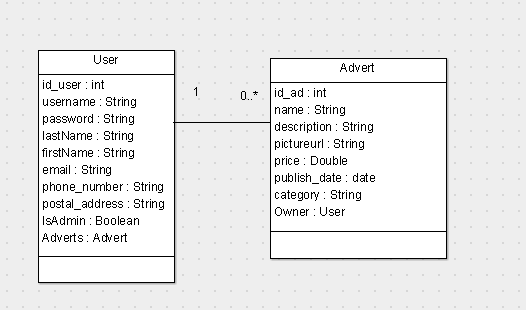 User
id_user : int
username : String
password : String
lastName : String
firstName : String
email : String
phone_number : String
postal_address : String
IsAdmin : Boolean
Adverts : Advert
1
0..*
Advert
id_ad : int
name : String
description : String
pictureurl : String
price : Double
publish_date : date
category : String
Owner : User